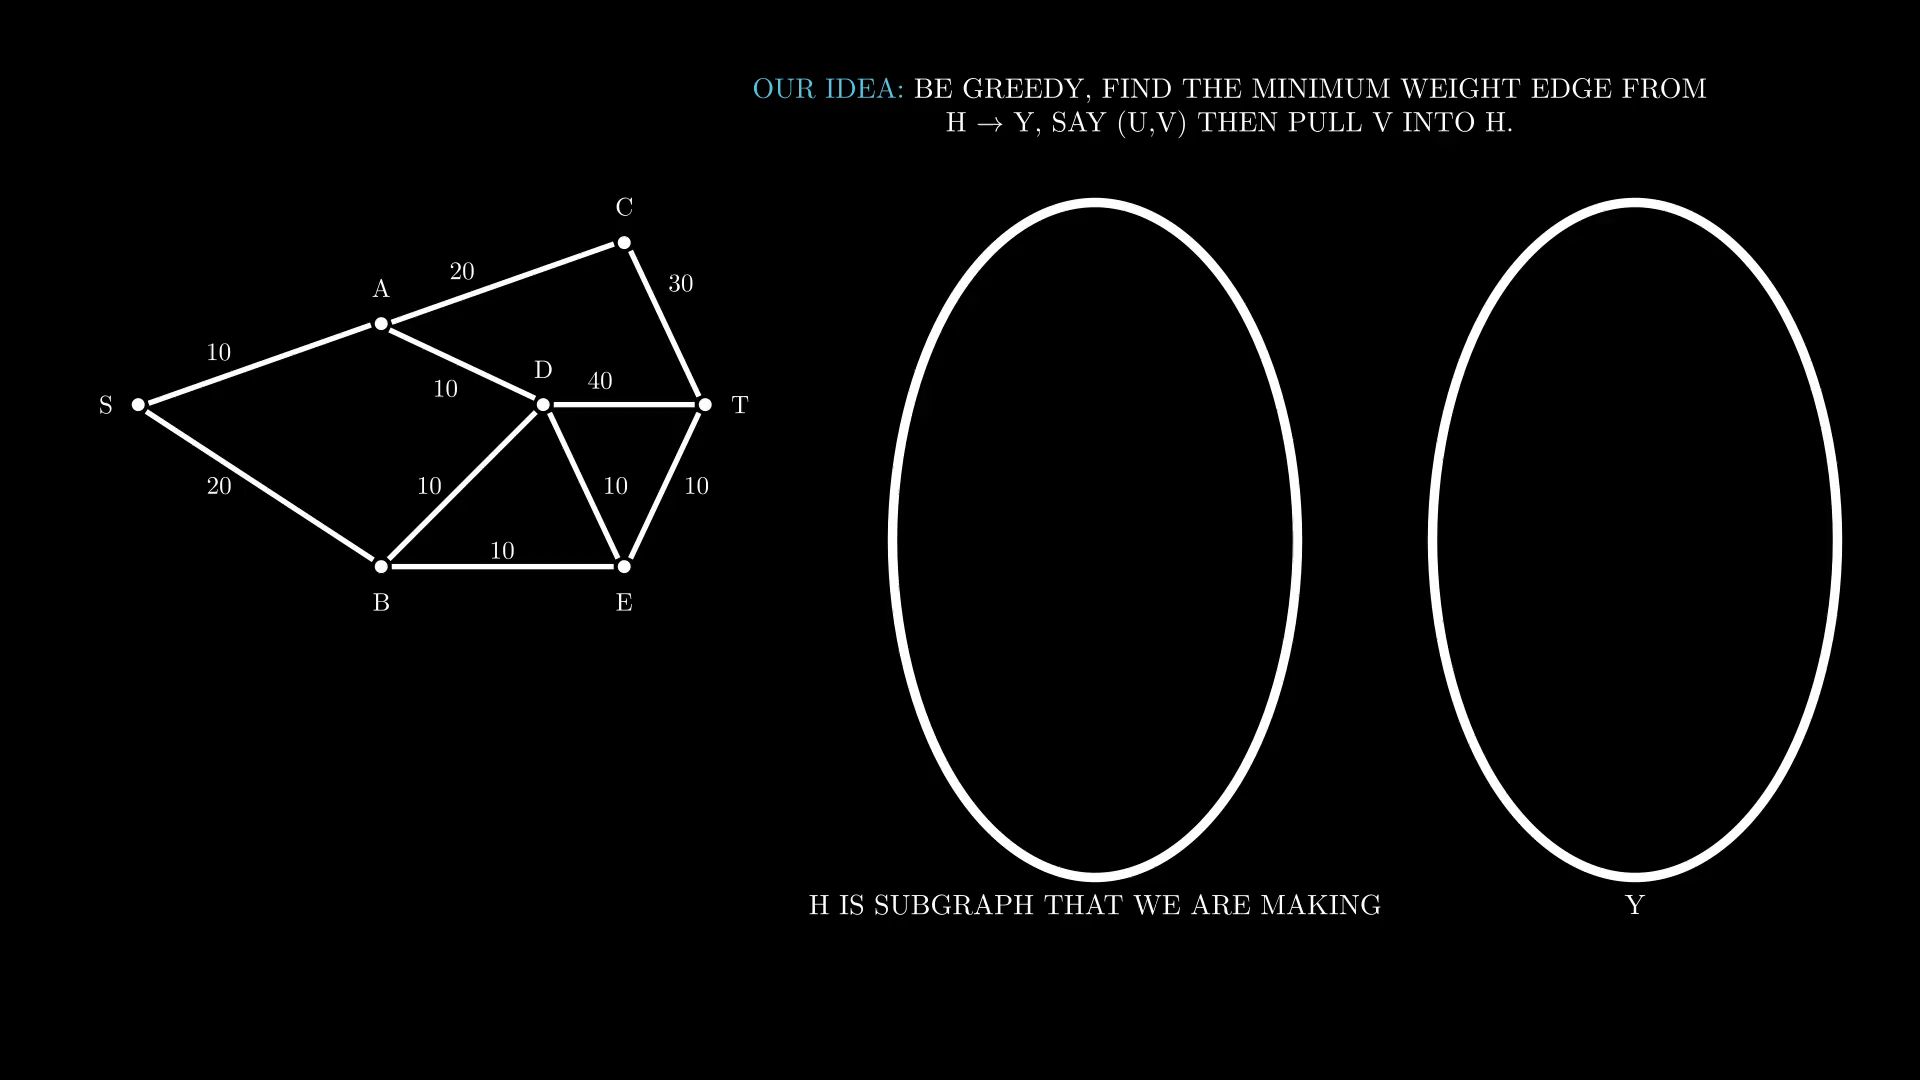 OUR IDEA: BE GREEDY, FIND THE MINIMUM WEIGHT EDGE FROM
H → Y, SAY (U,V) THEN PULL V INTO H.
C
20
30
A
10
D
40
10
S
T
20
10
10
10
10
B
E
H IS SUBGRAPH THAT WE ARE MAKING
Y